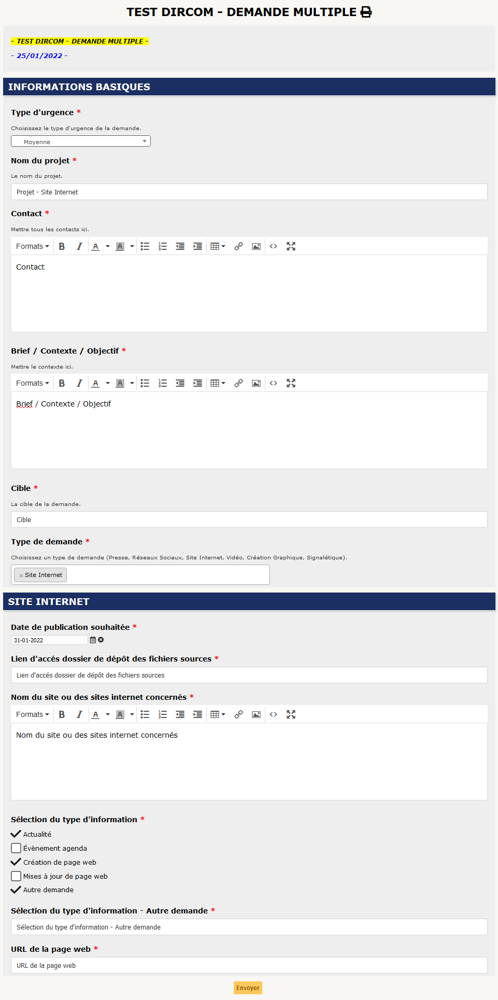 TEST DIRCOM - DEMANDE MULTIPLE
- TEST DIRCOM - DEMANDE MULTIPLE -
- 25/01/2022 -
INFORMATIONS BASIQUES
Type d'urgence *
Choisissez le type d'urgence de la demande.
Moyenne
Nom du projet *
Le nom du projet.
Projet - Site Internet
Contact *
Mettre tous les contacts ici.
Formats B I A A
Contact
Brief / Contexte / Objectif *
Mettre le contexte ici.
Formats B I A A
Brief / Contexte / Objectif
Cible *
La cible de la demande.
Cible
Type de demande *
Choisissez un type de demande (Presse, Réseaux Sociaux, Site Internet, Vidéo, Création Graphique, Signalétique).
× Site Internet
SITE INTERNET
Date de publication souhaitée *
31-01-2022
Lien d'accés dossier de dépôt des fichiers sources *
Lien d'accés dossier de dépôt des fichiers sources
Nom du site ou des sites internet concernés *
Formats B I A A
Nom du site ou des sites internet concernés
Sélection du type d'information *
Actualité
Évènement agenda
Création de page web
Mises à jour de page web
Autre demande
Sélection du type d'information - Autre demande *
Sélection du type d'information - Autre demande
URL de la page web *
URL de la page web
Envoyer